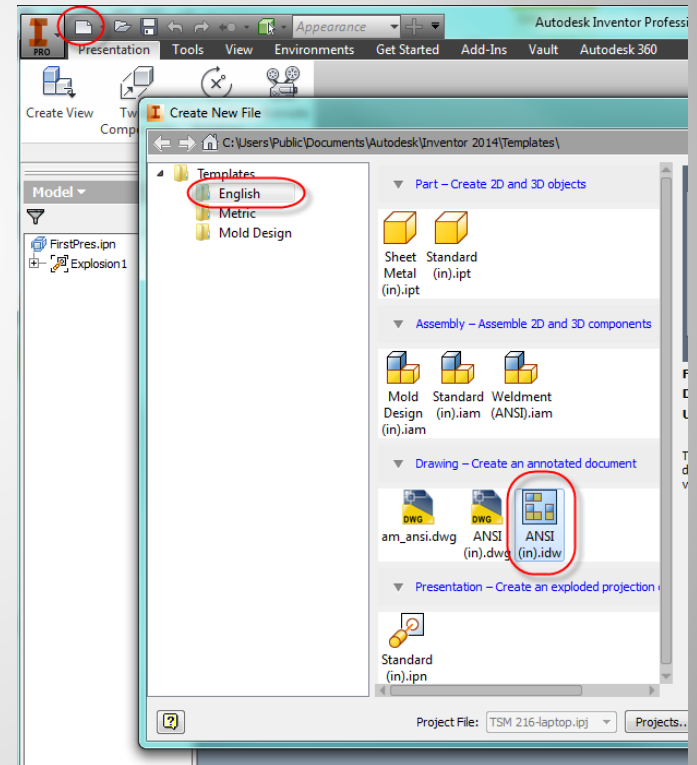 Appearance
Autodesk Inventor Professi
PRO
Presentation Tools View Environments Get Started Add-Ins Vault Autodesk 360
Create View Tw
Compo
Create New File
C:\Users\Public\Documents\Autodesk\Inventor 2014\Templates\
Model
FirstPres.ipn
Explosion1
Templates
English
Metric
Mold Design
Part – Create 2D and 3D objects
Sheet Metal (in).ipt
Standard (in).ipt
Assembly – Assemble 2D and 3D components
Mold Design (in).iam
Standard (in).iam
Weldment (ANSI).iam
Drawing – Create an annotated document
DWG
am_ansi.dwg
DWG
ANSI (in).dwg
ANSI (in).idw
Presentation – Create an exploded projection
Standard (in).ipn
Project File: TSM 216-laptop.ipj Projects..